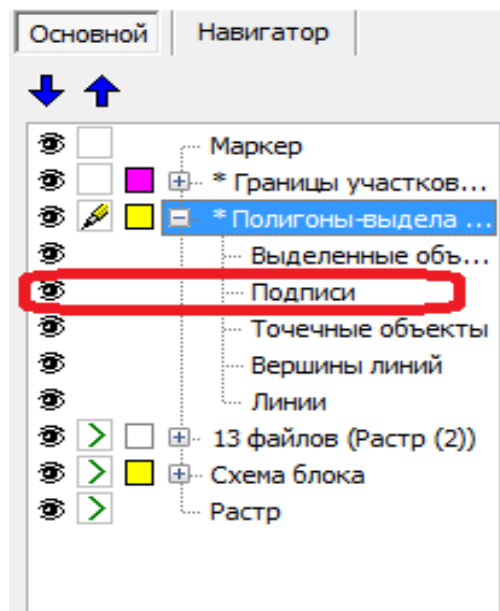 Основной Навигатор
Маркер
* Границы участков...
* Полигоны-выдела ...
Выделенные объ...
Подписи
Точечные объекты
Вершины линий
Линии
13 файлов (Растр (2))
Схема блока
Растр